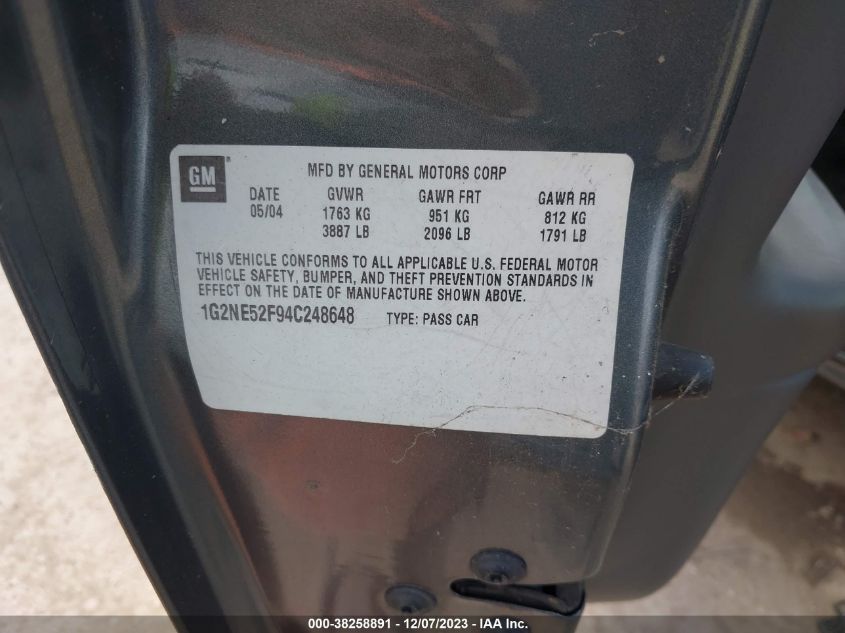 GM
MFD BY GENERAL MOTORS CORP
DATE GVWR GAWR FRT GAWR RR
05/04 1763 KG 951 KG 812 KG
3887 LB 2096 LB 1791 LB
THIS VEHICLE CONFORMS TO ALL APPLICABLE U.S. FEDERAL MOTOR
VEHICLE SAFETY, BUMPER, AND THEFT PREVENTION STANDARDS IN
EFFECT ON THE DATE OF MANUFACTURE SHOWN ABOVE.
1G2NE52F94C248648 TYPE: PASS CAR
000-38258891 - 12/07/2023 - IAA Inc.